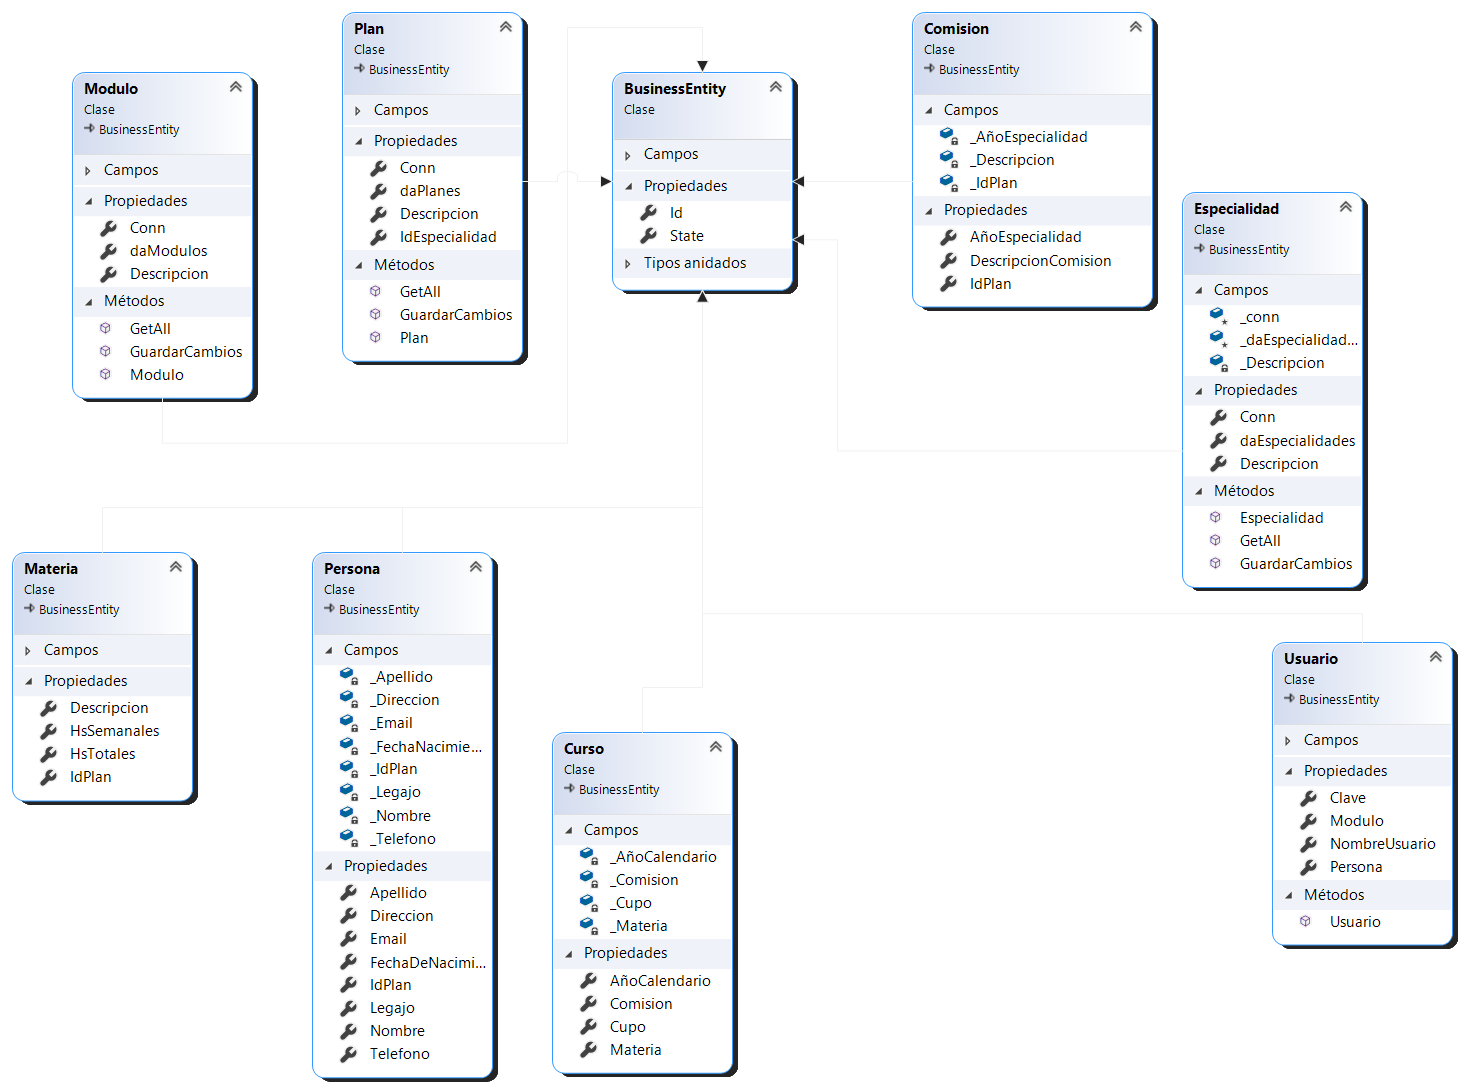 Plan
Clase
BusinessEntity
Campos
Propiedades
Conn
daPlanes
Descripcion
IdEspecialidad
Métodos
GetAll
GuardarCambios
Plan
Comision
Clase
BusinessEntity
Campos
_AñoEspecialidad
_Descripcion
_IdPlan
Propiedades
AñoEspecialidad
DescripcionComision
IdPlan
Modulo
Clase
BusinessEntity
Campos
Propiedades
Conn
daModulos
Descripcion
Métodos
GetAll
GuardarCambios
Modulo
BusinessEntity
Clase
Campos
Propiedades
Id
State
Tipos anidados
Especialidad
Clase
BusinessEntity
Campos
_conn
_daEspecialidad...
_Descripcion
Propiedades
Conn
daEspecialidades
Descripcion
Métodos
Especialidad
GetAll
GuardarCambios
Materia
Clase
BusinessEntity
Campos
Propiedades
Descripcion
HsSemanales
HsTotales
IdPlan
Persona
Clase
BusinessEntity
Campos
_Apellido
_Direccion
_Email
_FechaNacimie...
_IdPlan
_Legajo
_Nombre
_Telefono
Propiedades
Apellido
Direccion
Email
FechaDeNacimi...
IdPlan
Legajo
Nombre
Telefono
Curso
Clase
BusinessEntity
Campos
_AñoCalendario
_Comision
_Cupo
_Materia
Propiedades
AñoCalendario
Comision
Cupo
Materia
Usuario
Clase
BusinessEntity
Campos
Propiedades
Clave
Modulo
NombreUsuario
Persona
Métodos
Usuario